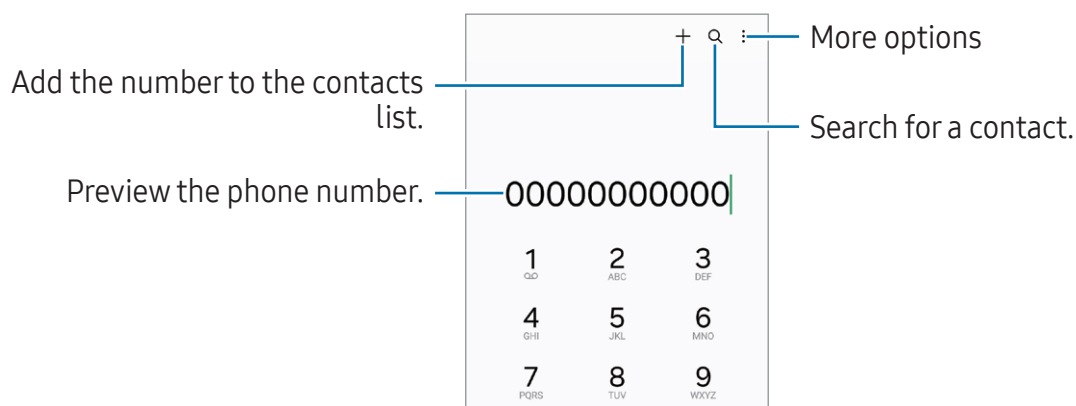 More options
Add the number to the contacts
list.
Search for a contact.
Preview the phone number.
00000000000
1 2 3
ABC DEF
4 5 6
GHI JKL MNO
7 8 9
PQRS TUV WXYZ